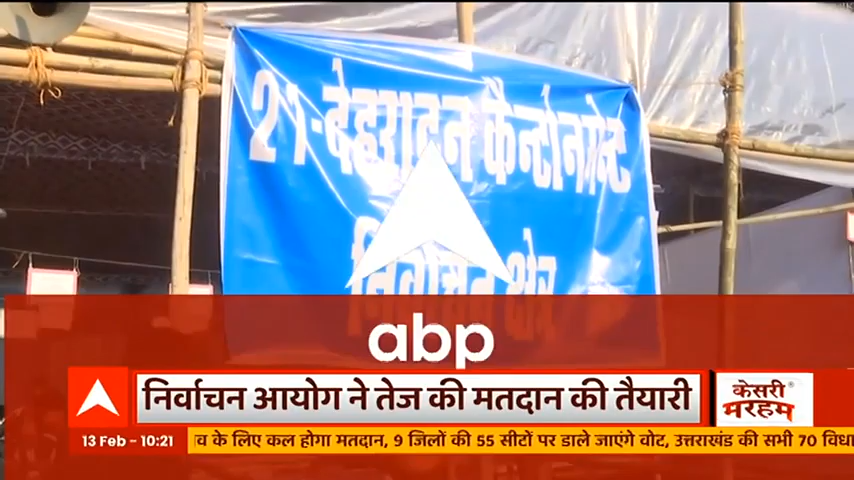 21-देहरादून कैन्टोनमेन्ट
निर्वाचन क्षेत्र
abp
निर्वाचन आयोग ने तेज की मतदान की तैयारी
केसरी
मरहम
13 Feb - 10:21
व के लिए कल होगा मतदान, 9 जिलों की 55 सीटों पर डाले जाएंगे वोट, उत्तराखंड की सभी 70 विधा